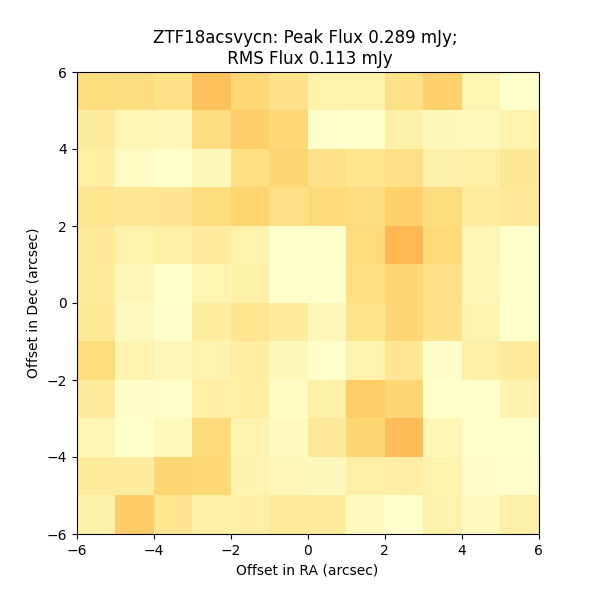 ZTF18acsvycn: Peak Flux 0.289 mJy;
RMS Flux 0.113 mJy
6
4
2
0
−2
−4
−6
Offset in Dec (arcsec)
−6 −4 −2 0 2 4 6
Offset in RA (arcsec)